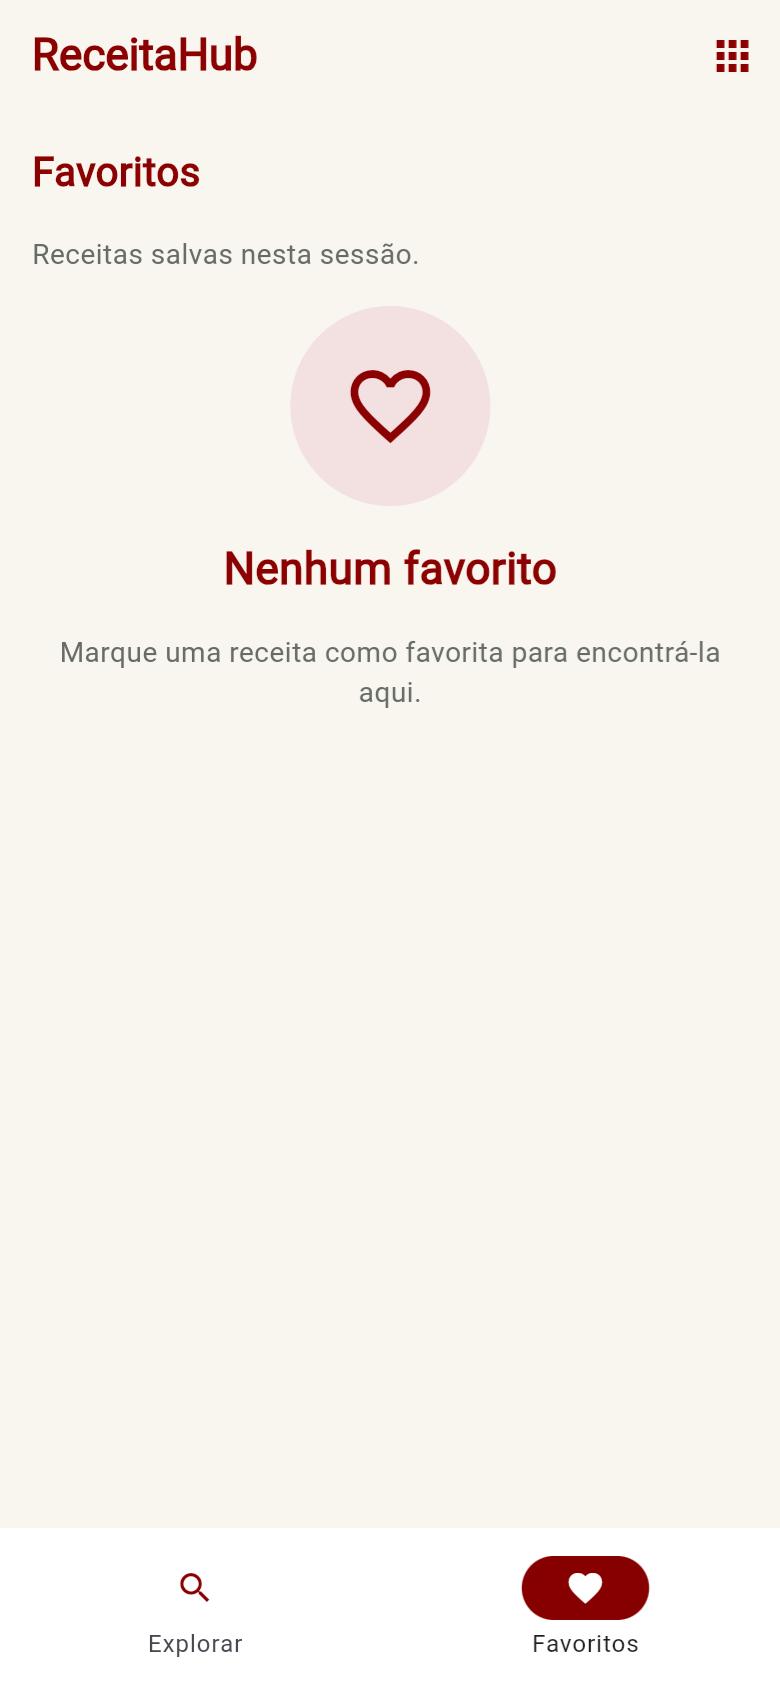 ReceitaHub
Favoritos
Receitas salvas nesta sessão.
Nenhum favorito
Marque uma receita como favorita para encontrá-la
aqui.
Explorar
Favoritos